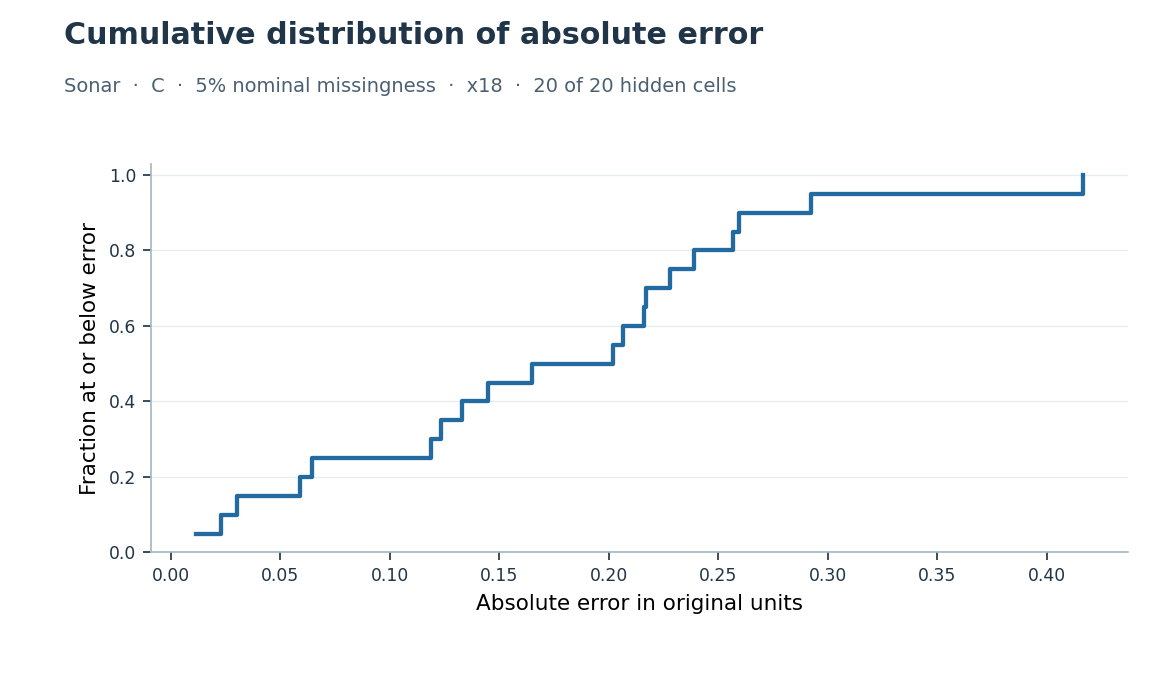 Cumulative distribution of absolute error
Sonar · C · 5% nominal missingness · x18 · 20 of 20 hidden cells
1.0
0.8
0.6
0.4
0.2
0.0
Fraction at or below error
0.00 0.05 0.10 0.15 0.20 0.25 0.30 0.35 0.40
Absolute error in original units